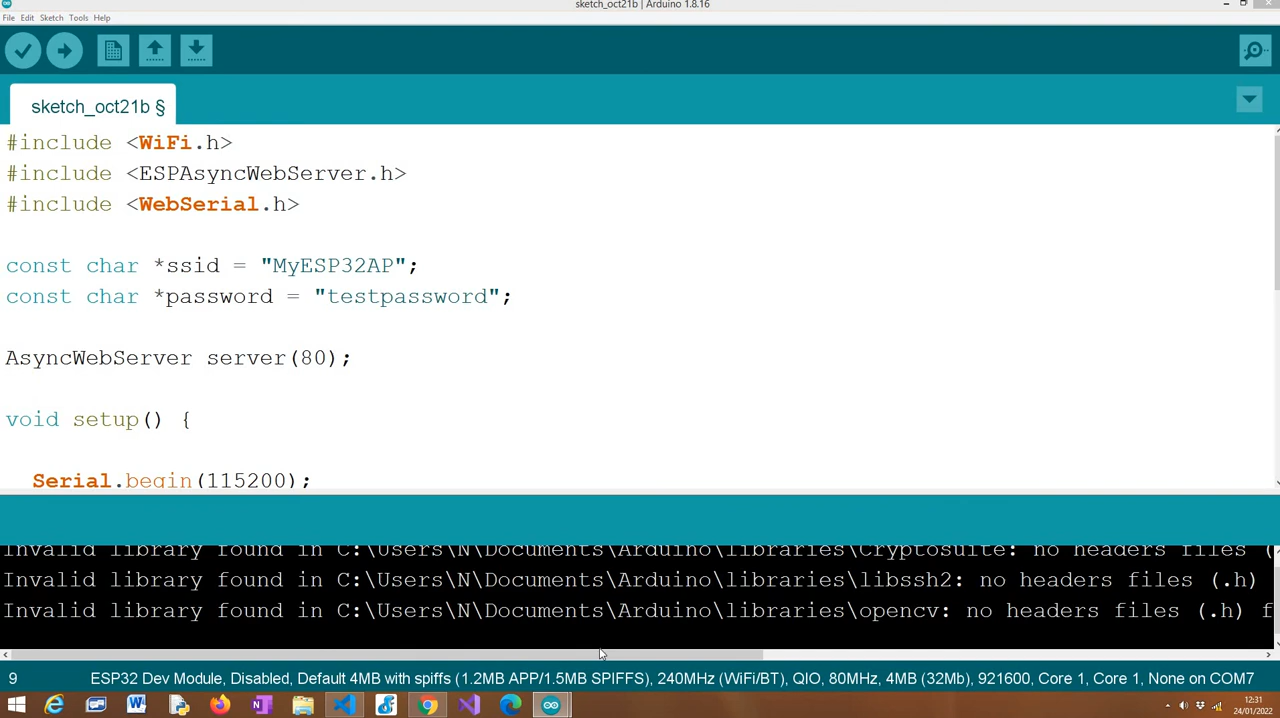 sketch_oct21b | Arduino 1.8.16
File Edit Sketch Tools Help
sketch_oct21b §
#include <WiFi.h>
#include <ESPAsyncWebServer.h>
#include <WebSerial.h>
const char *ssid = "MyESP32AP";
const char *password = "testpassword";
AsyncWebServer server(80);
void setup() {
Serial.begin(115200);
Invalid library found in C:\Users\N\Documents\Arduino\libraries\Cryptosuite: no headers files (
Invalid library found in C:\Users\N\Documents\Arduino\libraries\libssh2: no headers files (.h)
Invalid library found in C:\Users\N\Documents\Arduino\libraries\opencv: no headers files (.h) f
9 ESP32 Dev Module, Disabled, Default 4MB with spiffs (1.2MB APP/1.5MB SPIFFS), 240MHz (WiFi/BT), QIO, 80MHz, 4MB (32Mb), 921600, Core 1, Core 1, None on COM7
12:31
24/01/2022